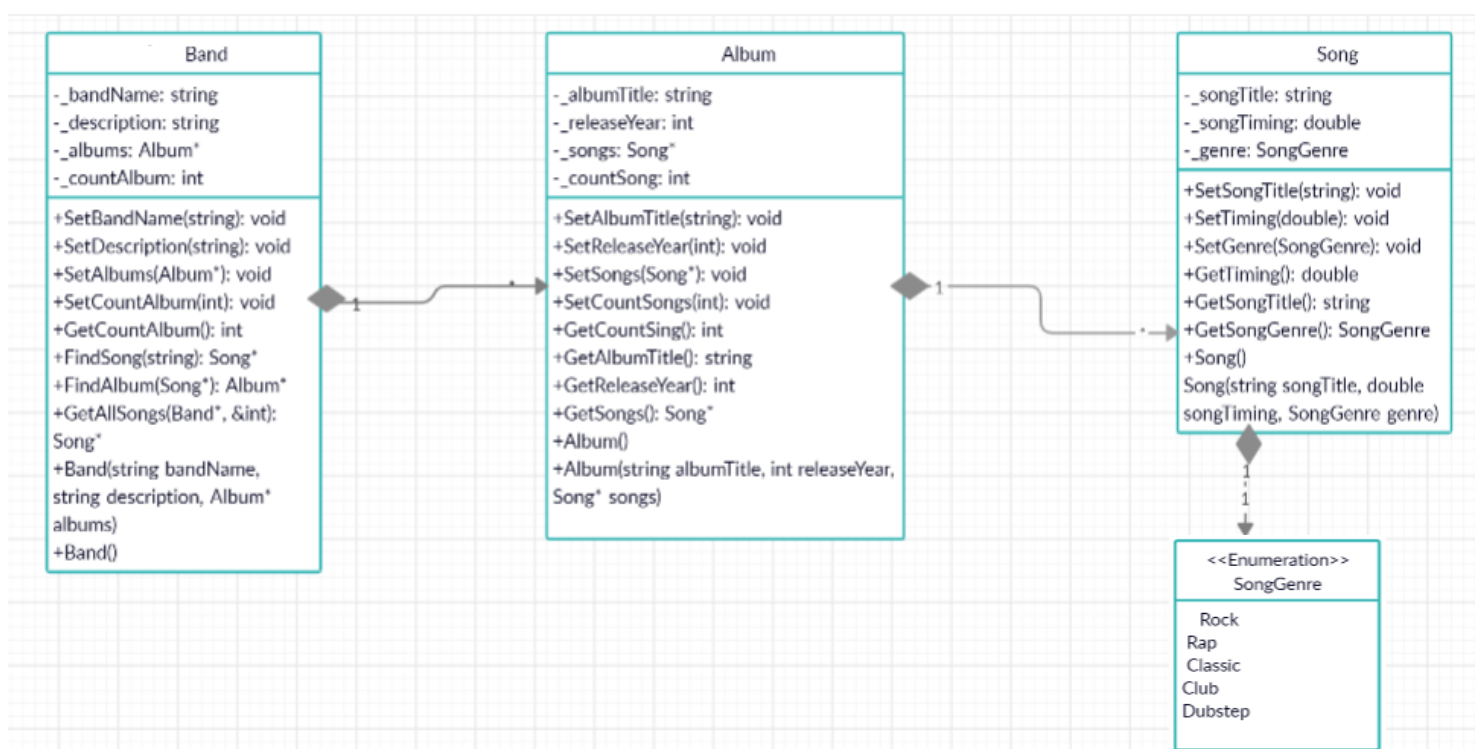 Band
-_bandName: string
-_description: string
-_albums: Album*
-_countAlbum: int
+SetBandName(string): void
+SetDescription(string): void
+SetAlbums(Album*): void
+SetCountAlbum(int): void
+GetCountAlbum(): int
+FindSong(string): Song*
+FindAlbum(Song*): Album*
+GetAllSongs(Band*, &int):
Song*
+Band(string bandName,
string description, Album*
albums)
+Band()
1
*
Album
-_albumTitle: string
-_releaseYear: int
-_songs: Song*
-_countSong: int
+SetAlbumTitle(string): void
+SetReleaseYear(int): void
+SetSongs(Song*): void
+SetCountSongs(int): void
+GetCountSing(): int
+GetAlbumTitle(): string
+GetReleaseYear(): int
+GetSongs(): Song*
+Album()
+Album(string albumTitle, int releaseYear,
Song* songs)
1
*
Song
-_songTitle: string
-_songTiming: double
-_genre: SongGenre
+SetSongTitle(string): void
+SetTiming(double): void
+SetGenre(SongGenre): void
+GetTiming(): double
+GetSongTitle(): string
+GetSongGenre(): SongGenre
+Song()
Song(string songTitle, double
songTiming, SongGenre genre)
1
1
<<Enumeration>>
SongGenre
Rock
Rap
Classic
Club
Dubstep